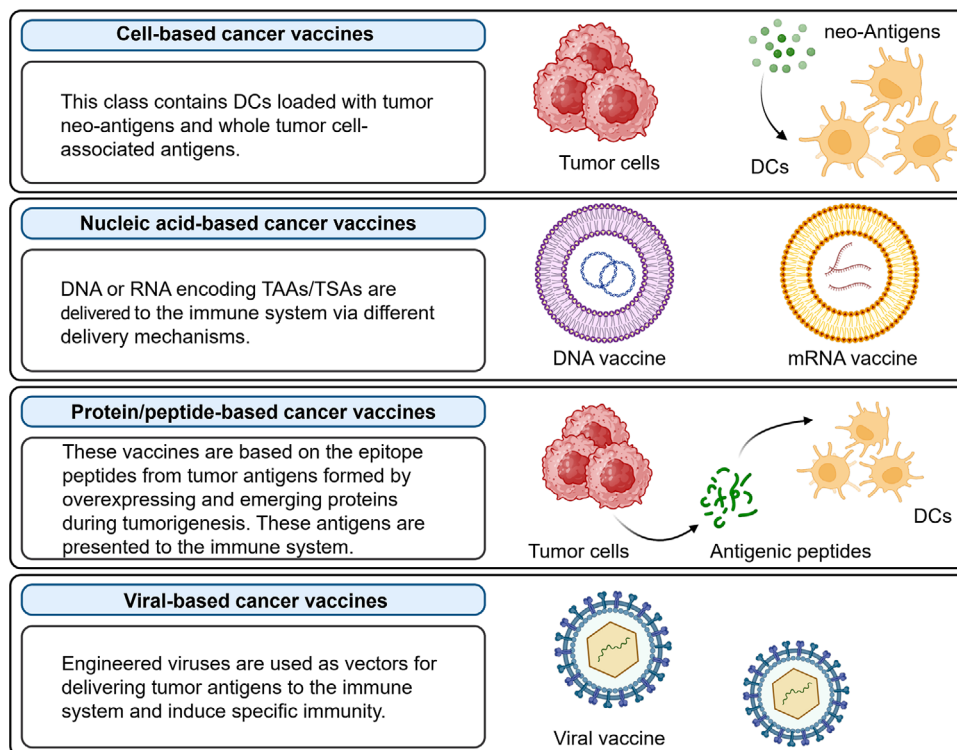 Cell-based cancer vaccines
This class contains DCs loaded with tumor
neo-antigens and whole tumor cell-
associated antigens.
Tumor cells
neo-Antigens
DCs
Nucleic acid-based cancer vaccines
DNA or RNA encoding TAAs/TSAs are
delivered to the immune system via different
delivery mechanisms.
DNA vaccine
mRNA vaccine
Protein/peptide-based cancer vaccines
These vaccines are based on the epitope
peptides from tumor antigens formed by
overexpressing and emerging proteins
during tumorigenesis. These antigens are
presented to the immune system.
Tumor cells
Antigenic peptides
DCs
Viral-based cancer vaccines
Engineered viruses are used as vectors for
delivering tumor antigens to the immune
system and induce specific immunity.
Viral vaccine